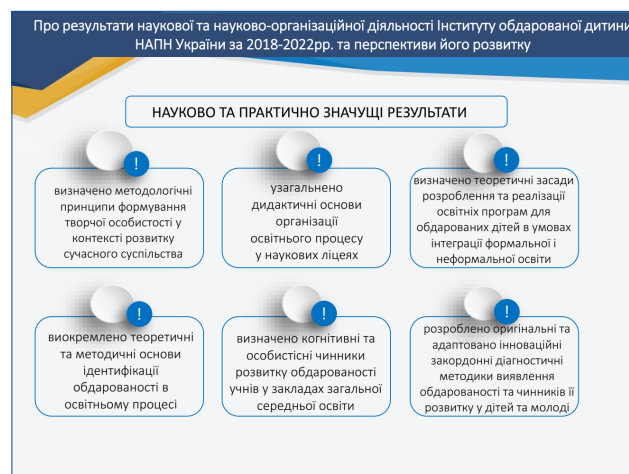 Про результати наукової та науково-організаційної діяльності Інституту обдарованої дитини
НАПН України за 2018-2022рр. та перспективи його розвитку
НАУКОВО ТА ПРАКТИЧНО ЗНАЧУЩІ РЕЗУЛЬТАТИ
!
визначено методологічні
принципи формування
творчої особистості у
контексті розвитку
сучасного суспільства
!
узагальнено
дидактичні основи
організації
освітнього процесу
у наукових ліцеях
!
визначено теоретичні засади
розроблення та реалізації
освітніх програм для
обдарованих дітей в умовах
інтеграції формальної і
неформальної освіти
!
виокремлено теоретичні
та методичні основи
ідентифікації
обдарованості в
освітньому процесі
!
визначено когнітивні та
особистісні чинники
розвитку обдарованості
учнів у закладах загальної
середньої освіти
!
розроблено оригінальні та
адаптовано інноваційні
закордонні діагностичні
методики виявлення
обдарованості та чинників її
розвитку у дітей та молоді